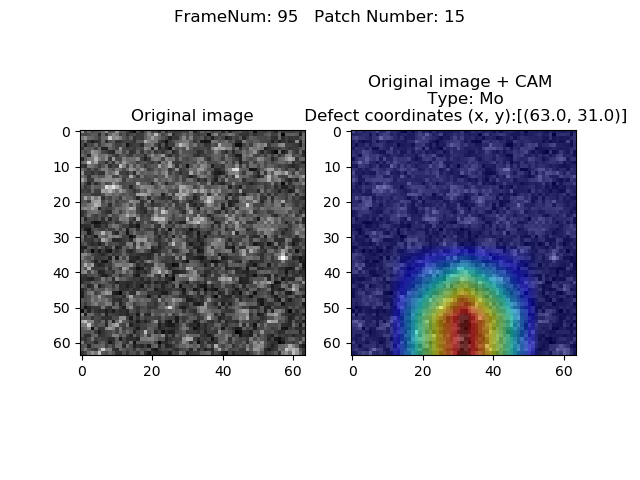 FrameNum: 95   Patch Number: 15
Original image
Original image + CAM
Type: Mo
Defect coordinates (x, y):[(63.0, 31.0)]
0
10
20
30
40
50
60
0 20 40 60
0
10
20
30
40
50
60
0 20 40 60